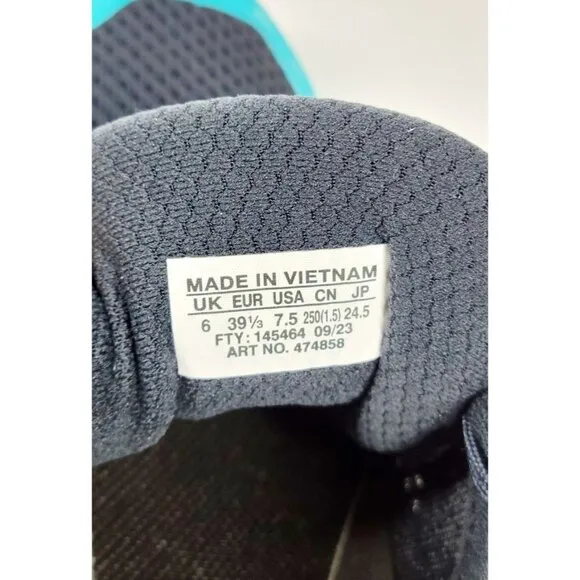 MADE IN VIETNAM
UK EUR USA CN JP
6 39⅓ 7.5 250(1.5) 24.5
FTY: 145464 09/23
ART NO. 474858